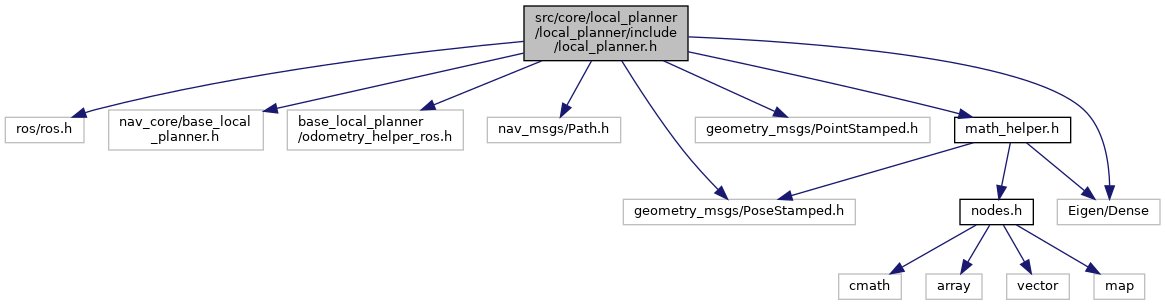 src/core/local_planner
/local_planner/include
/local_planner.h
ros/ros.h
nav_core/base_local
_planner.h
base_local_planner
/odometry_helper_ros.h
nav_msgs/Path.h
geometry_msgs/PointStamped.h
math_helper.h
geometry_msgs/PoseStamped.h
nodes.h
Eigen/Dense
cmath
array
vector
map